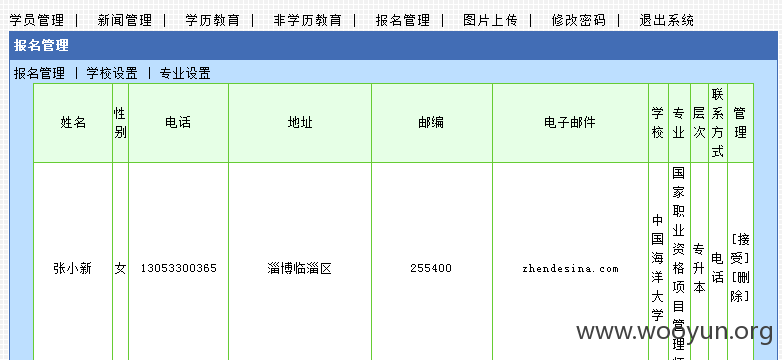 学员管理 | 新闻管理 | 学历教育 | 非学历教育 | 报名管理 | 图片上传 | 修改密码 | 退出系统
报名管理
报名管理 | 学校设置 | 专业设置
姓名 性别 电话 地址 邮编 电子邮件 学校 专业 层次 联系方式 管理
张小新 女 13053300365 淄博临淄区 255400 zhendesina.com 中国海洋大学 国家职业资格项目管理师 专升本 电话 [接受][删除]
www.wooyun.org